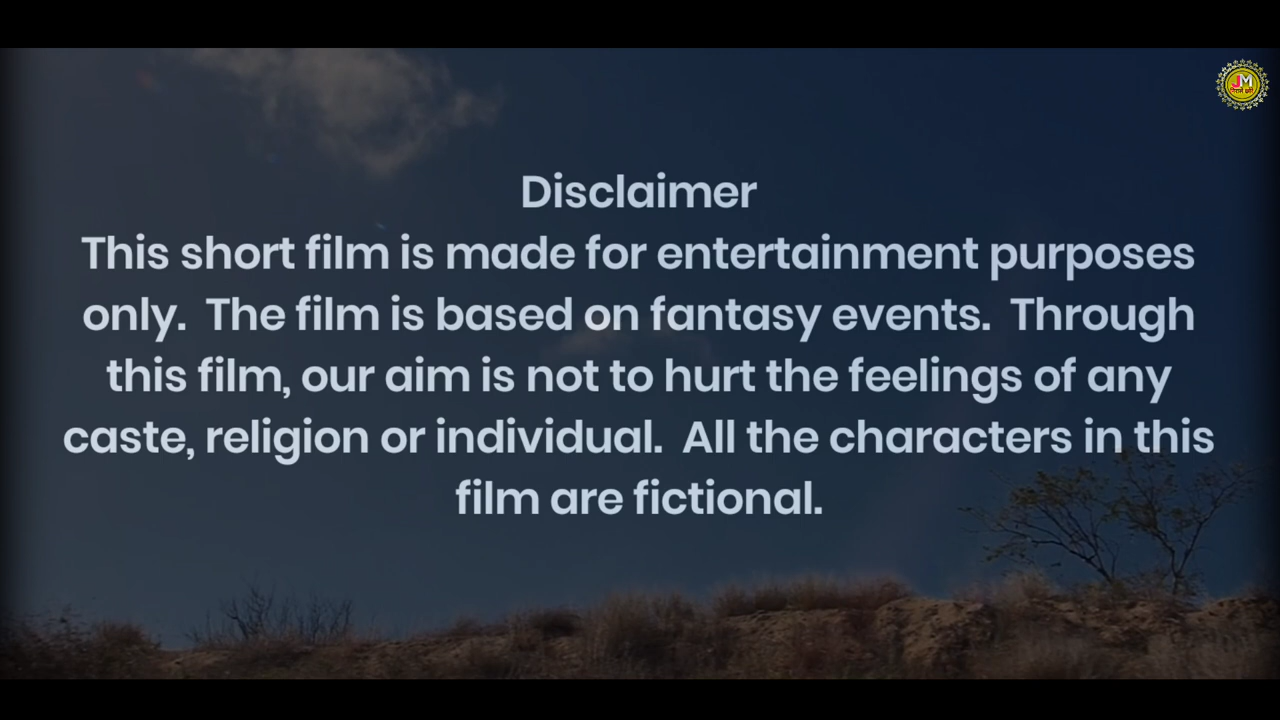 JM
Disclaimer
This short film is made for entertainment purposes
only. The film is based on fantasy events. Through
this film, our aim is not to hurt the feelings of any
caste, religion or individual. All the characters in this
film are fictional.